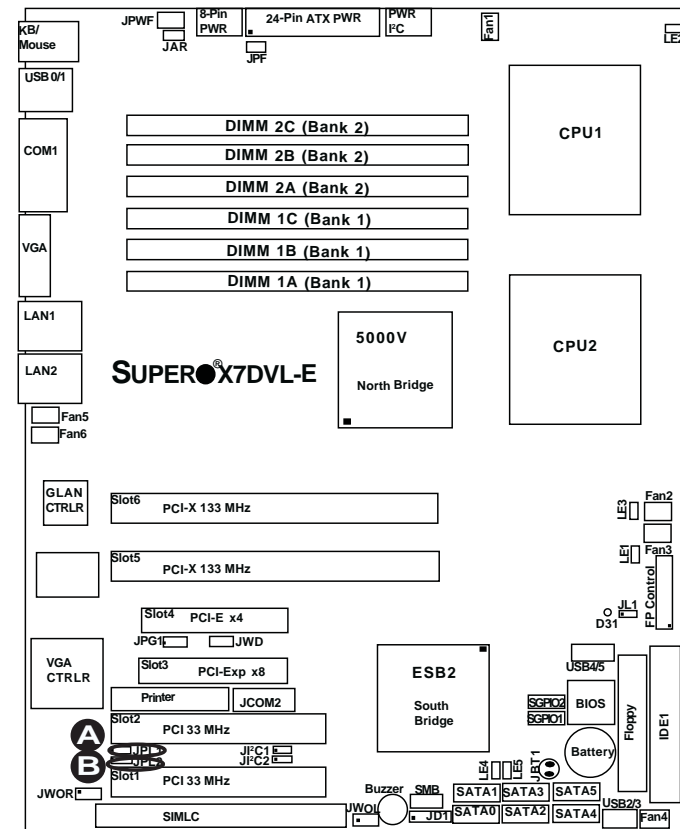 JPWF
8-Pin
PWR
24-Pin ATX PWR
PWR
I²C
Fan1
LE2
JAR
JPF
KB/
Mouse
USB 0/1
COM1
VGA
LAN1
LAN2
Fan5
Fan6
DIMM 2C (Bank 2)
DIMM 2B (Bank 2)
DIMM 2A (Bank 2)
DIMM 1C (Bank 1)
DIMM 1B (Bank 1)
DIMM 1A (Bank 1)
CPU1
CPU2
5000V
North Bridge
SUPER●®X7DVL-E
GLAN
CTRLR
Slot6
PCI-X 133 MHz
Slot5
PCI-X 133 MHz
LE3
Fan2
LE1
Fan3
FP Control
JL1
D31
Slot4
PCI-E x4
JPG1
JWD
Slot3
PCI-Exp x8
VGA
CTRLR
Printer
JCOM2
ESB2
South
Bridge
USB4/5
SGPIO2
SGPIO1
BIOS
Floppy
IDE1
Battery
Slot2
PCI 33 MHz
A
JPL1
JI²C1
B
JPL2
JI²C2
Slot1
PCI 33 MHz
JWOR
SIMLC
JWOL
Buzzer
SMB
JD1
LE4
LE5
JBT1
SATA1
SATA3
SATA5
SATA0
SATA2
SATA4
USB2/3
Fan4